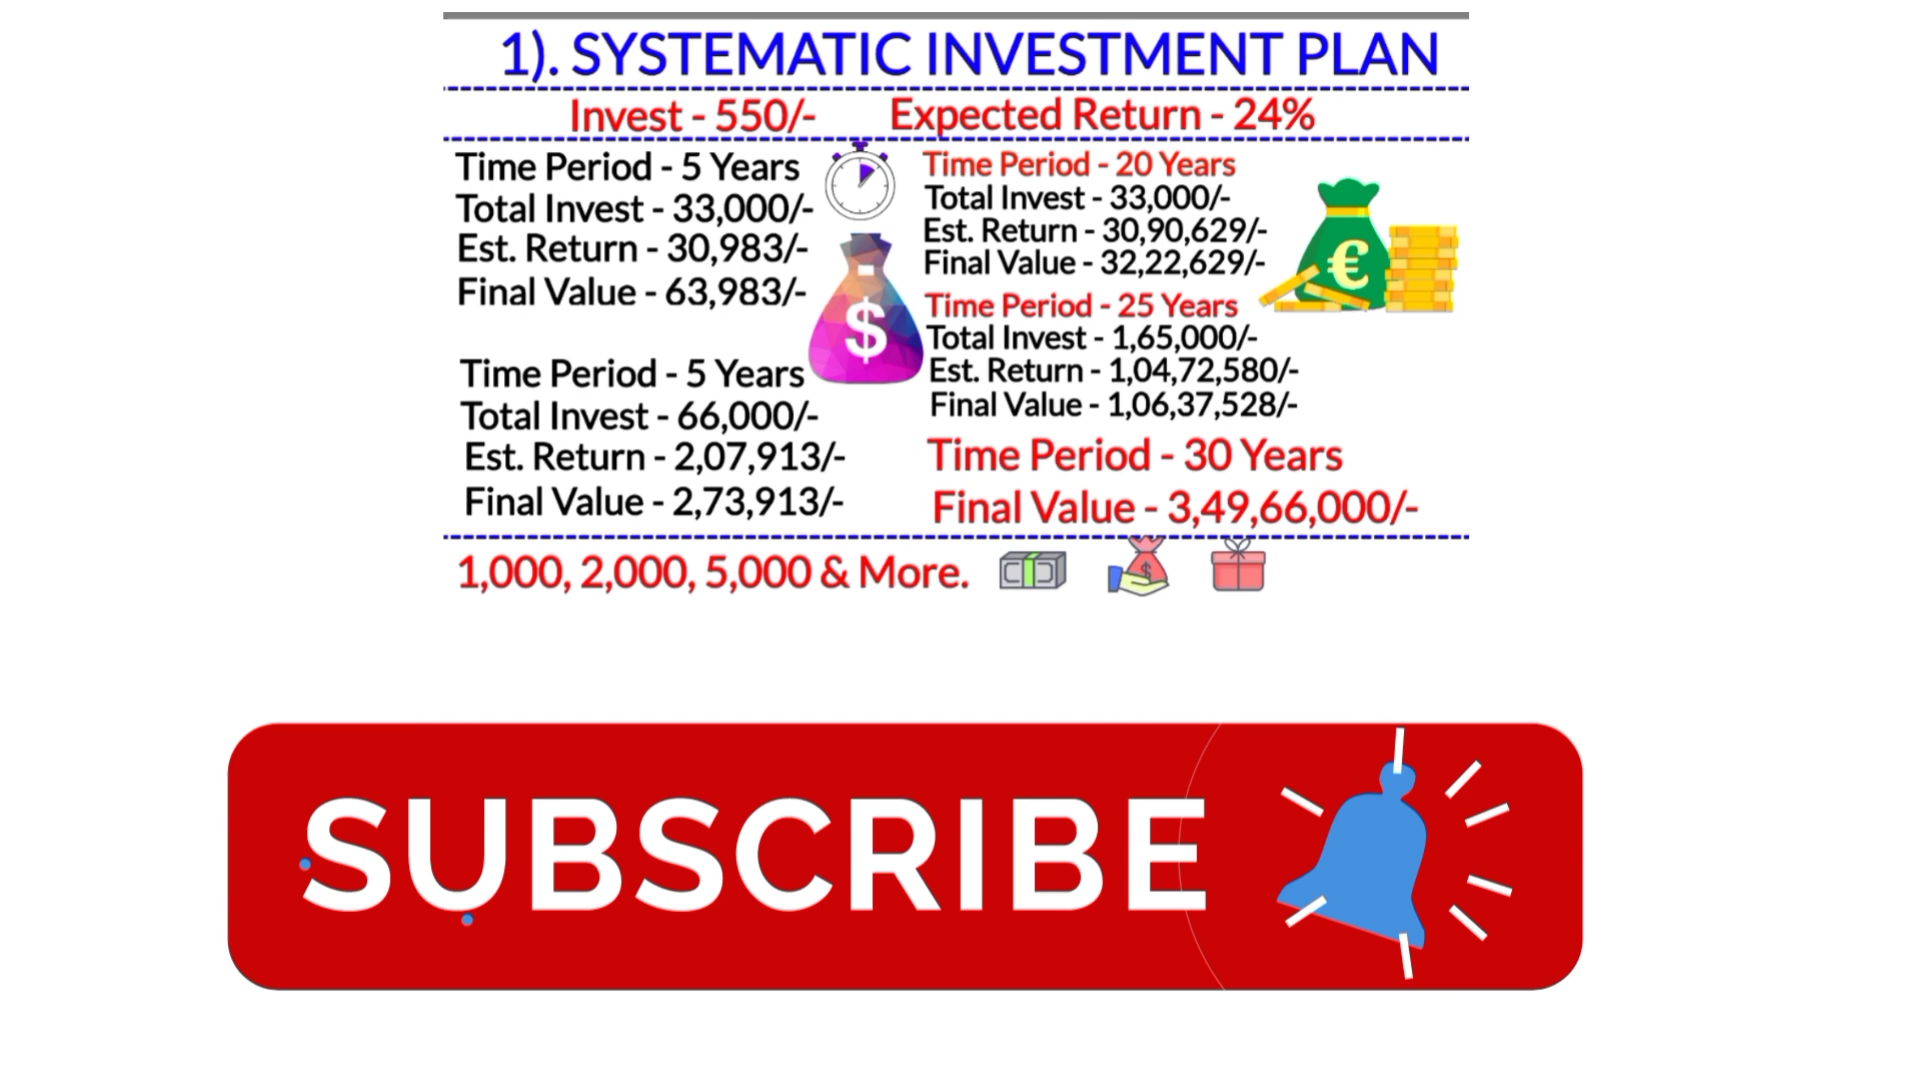 1). SYSTEMATIC INVESTMENT PLAN
Invest - 550/- Expected Return - 24%
Time Period - 5 Years
Total Invest - 33,000/-
Est. Return - 30,983/-
Final Value - 63,983/-
Time Period - 5 Years
Total Invest - 66,000/-
Est. Return - 2,07,913/-
Final Value - 2,73,913/-
Time Period - 20 Years
Total Invest - 33,000/-
Est. Return - 30,90,629/-
Final Value - 32,22,629/-
Time Period - 25 Years
Total Invest - 1,65,000/-
Est. Return - 1,04,72,580/-
Final Value - 1,06,37,528/-
Time Period - 30 Years
Final Value - 3,49,66,000/-
$
€
1,000, 2,000, 5,000 & More.
$
SUBSCRIBE